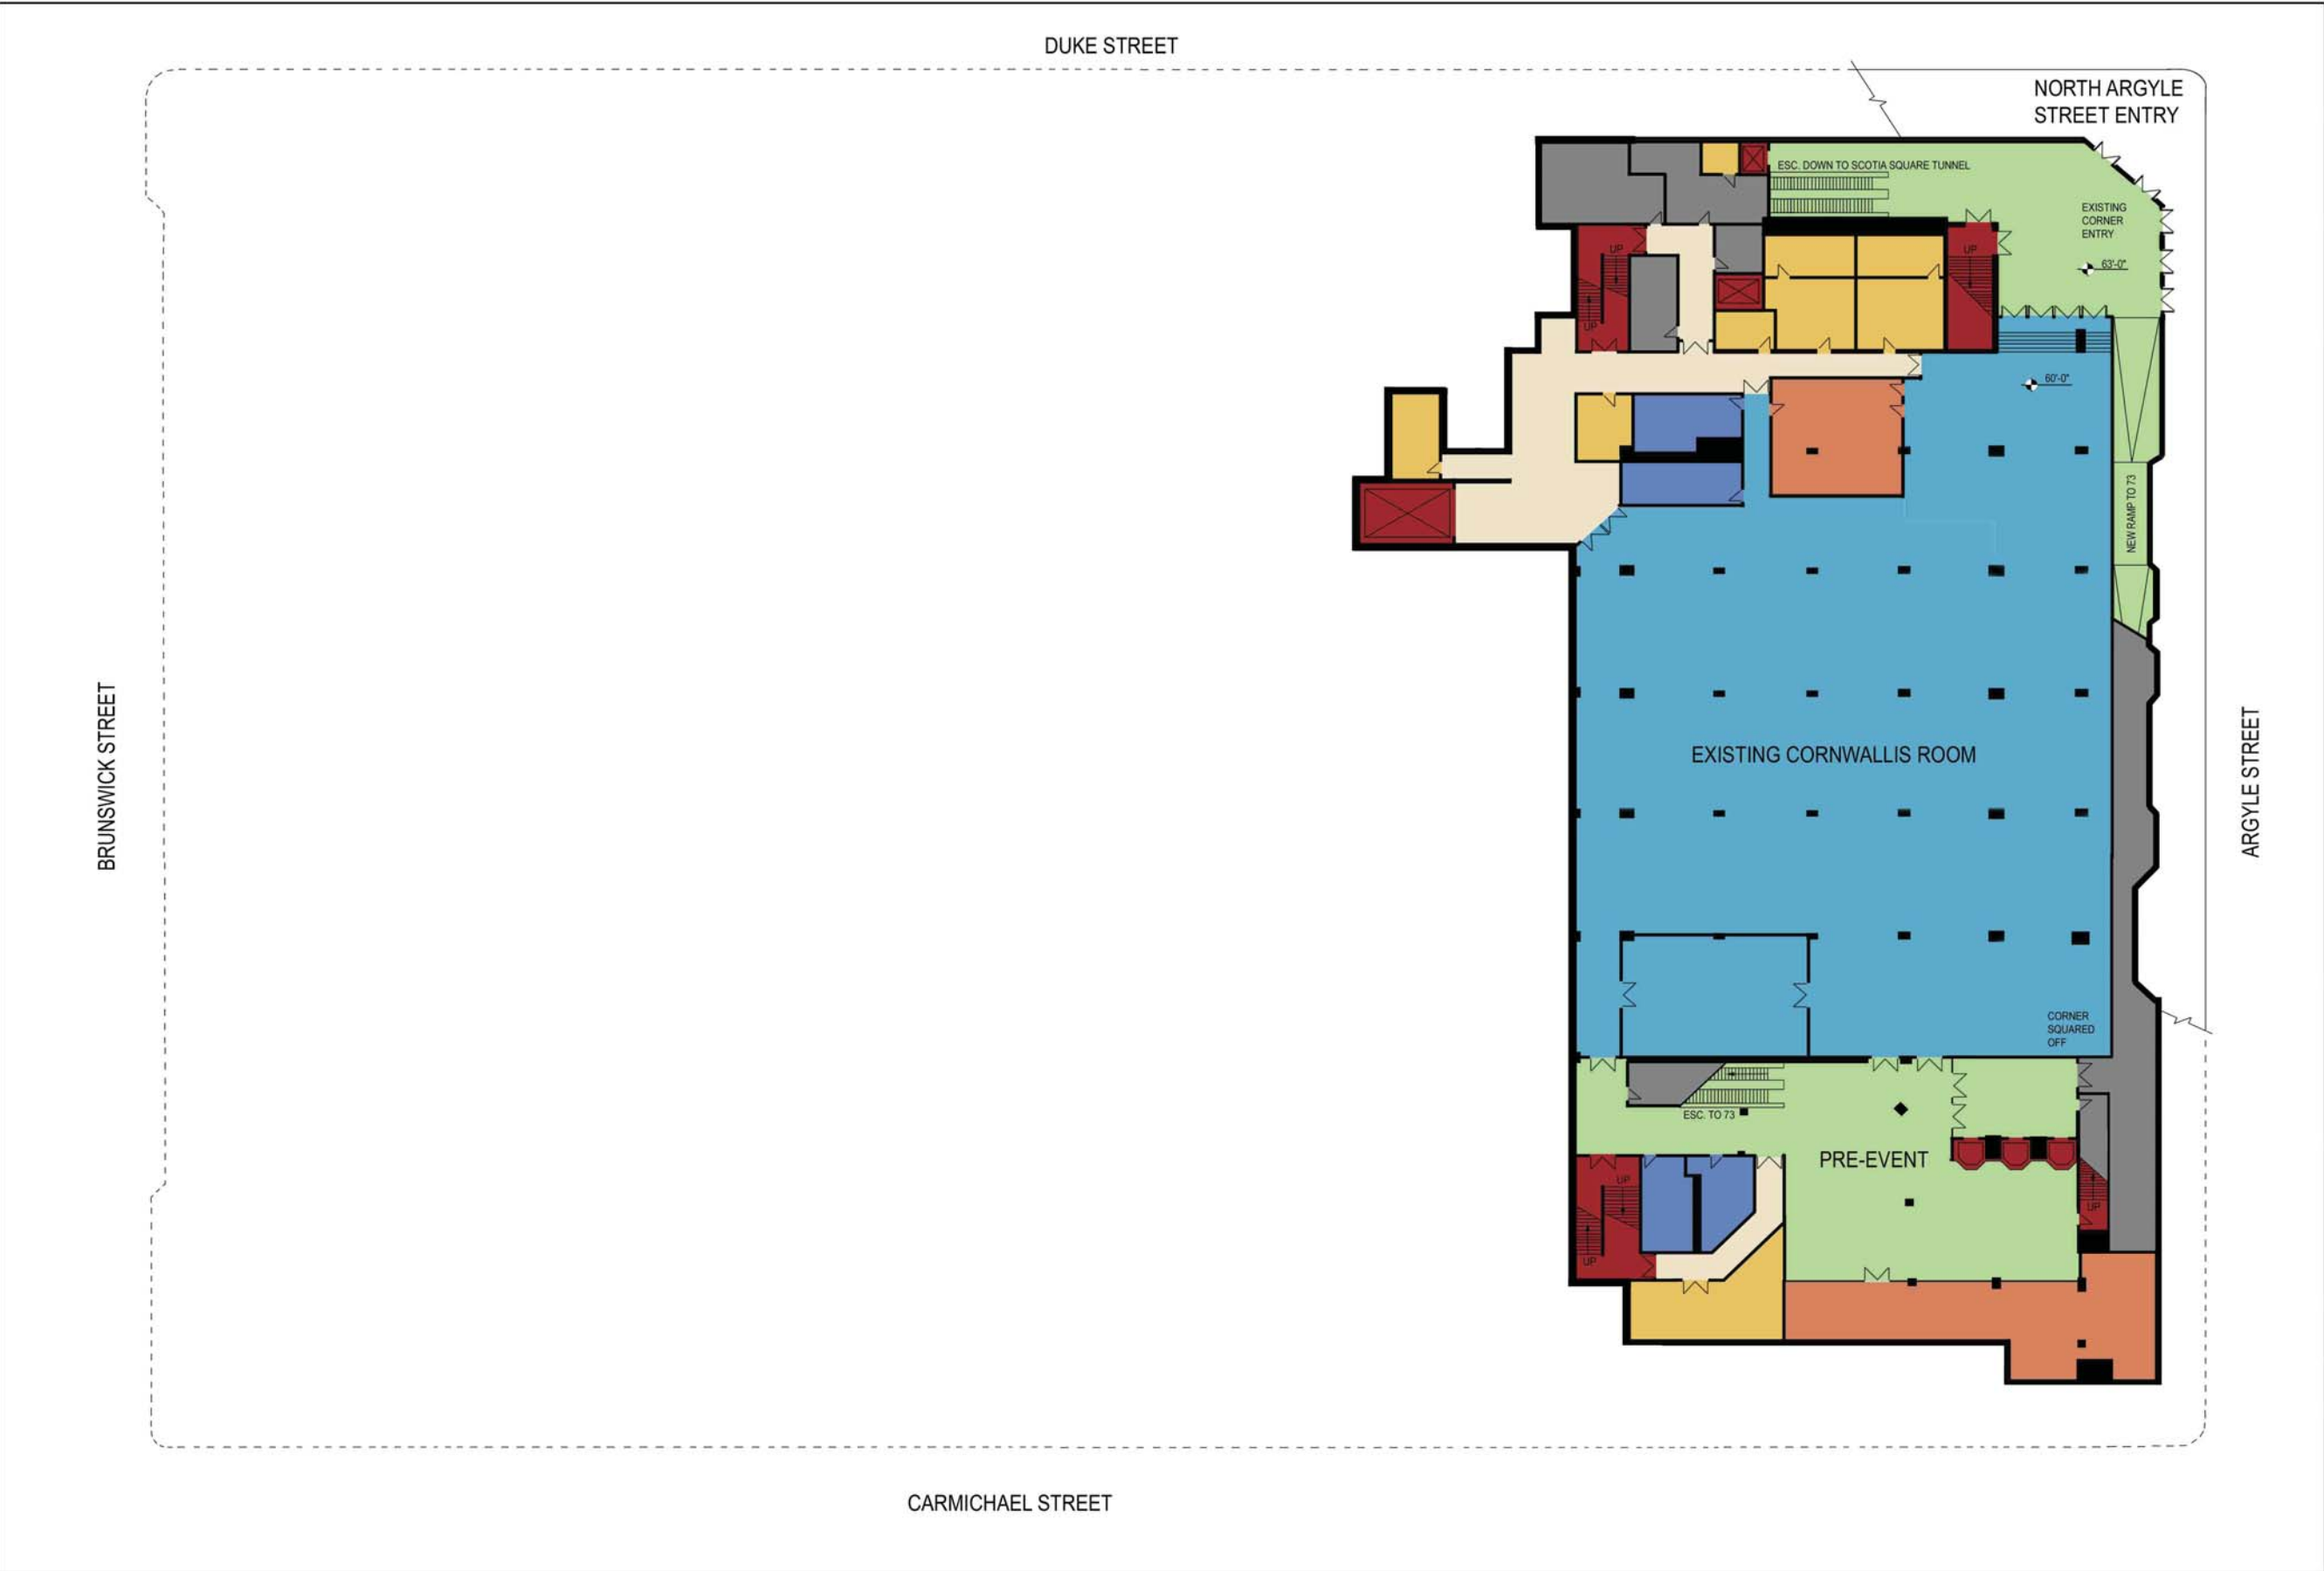 DUKE STREET
NORTH ARGYLE
STREET ENTRY
ESC. DOWN TO SCOTIA SQUARE TUNNEL
EXISTING
CORNER
ENTRY
63'-0"
UP
UP
UP
60'-0"
NEW RAMP TO 73
BRUNSWICK STREET
ARGYLE STREET
EXISTING CORNWALLIS ROOM
CORNER
SQUARED
OFF
ESC. TO 73
PRE-EVENT
UP
UP
UP
CARMICHAEL STREET